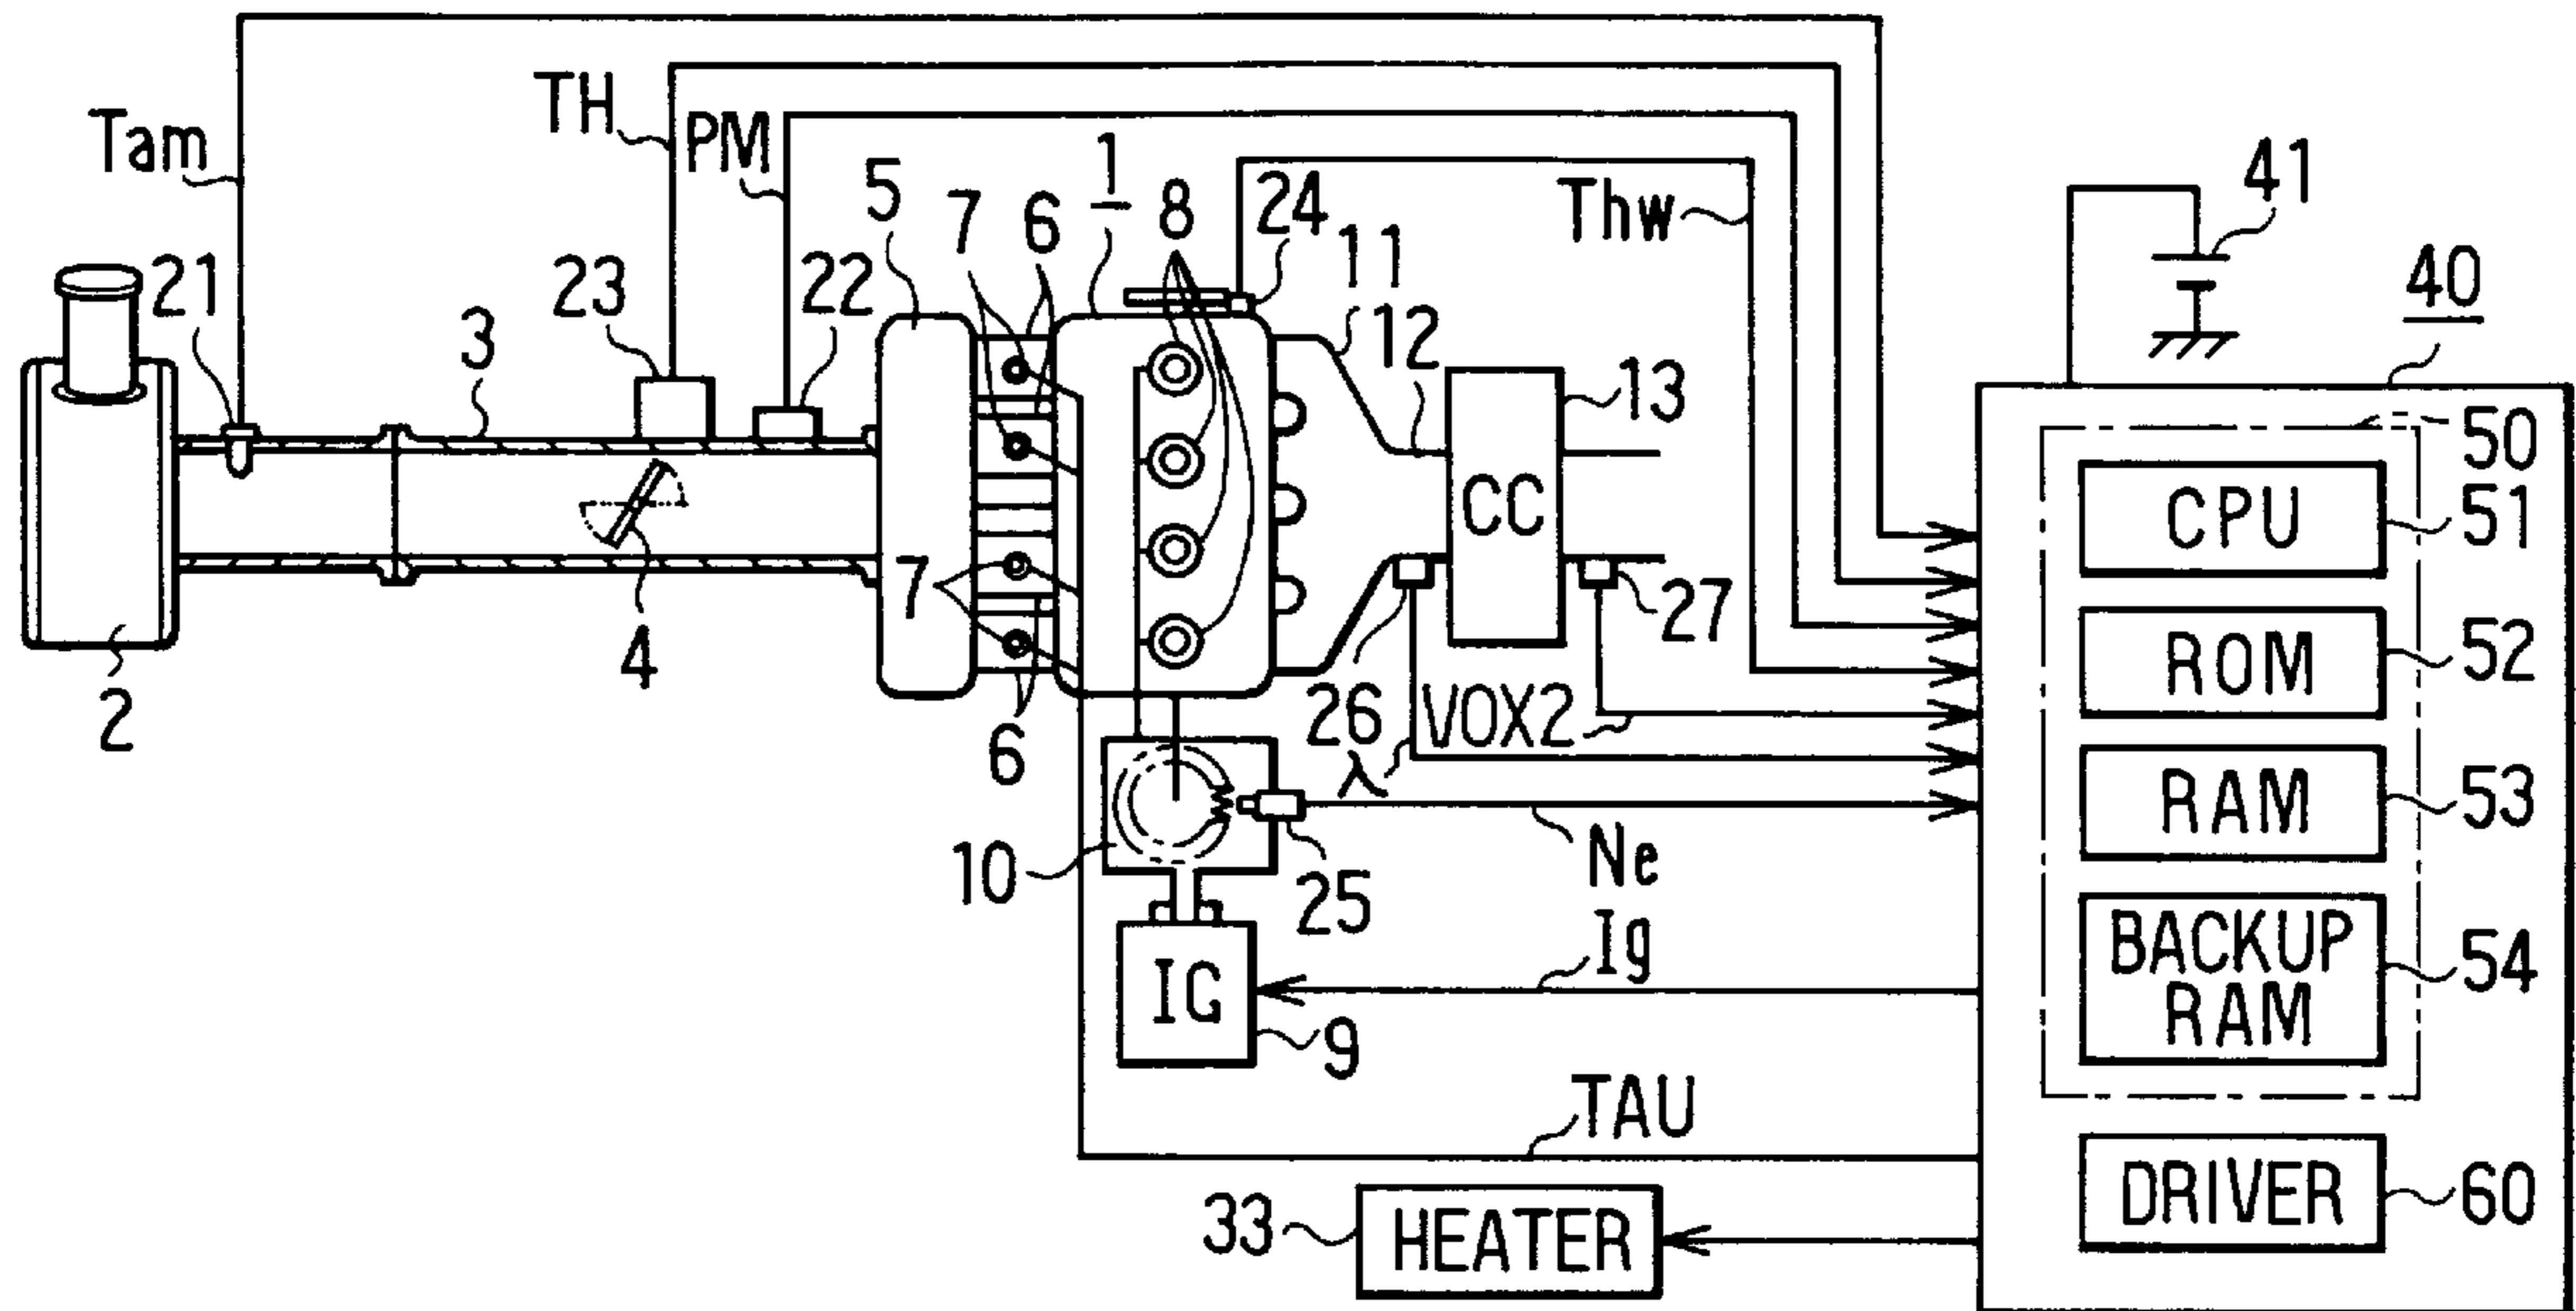 Tam
TH
PM
1
5
7
6
8
24
Thw
41
11
40
21
23
22
3
12
13
50
CC
CPU
51
7
27
4
ROM
52
2
26
VOX2
6
λ
RAM
53
10
Ne
25
Ig
BACKUP
RAM
54
IG
9
TAU
33
HEATER
DRIVER
60